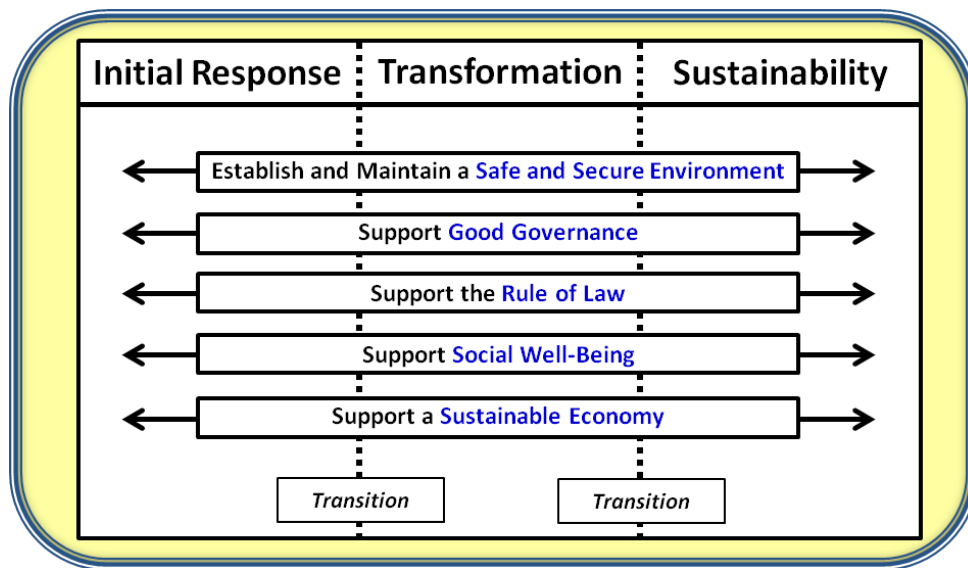 Initial Response Transformation Sustainability
Establish and Maintain a Safe and Secure Environment
Support Good Governance
Support the Rule of Law
Support Social Well-Being
Support a Sustainable Economy
Transition Transition